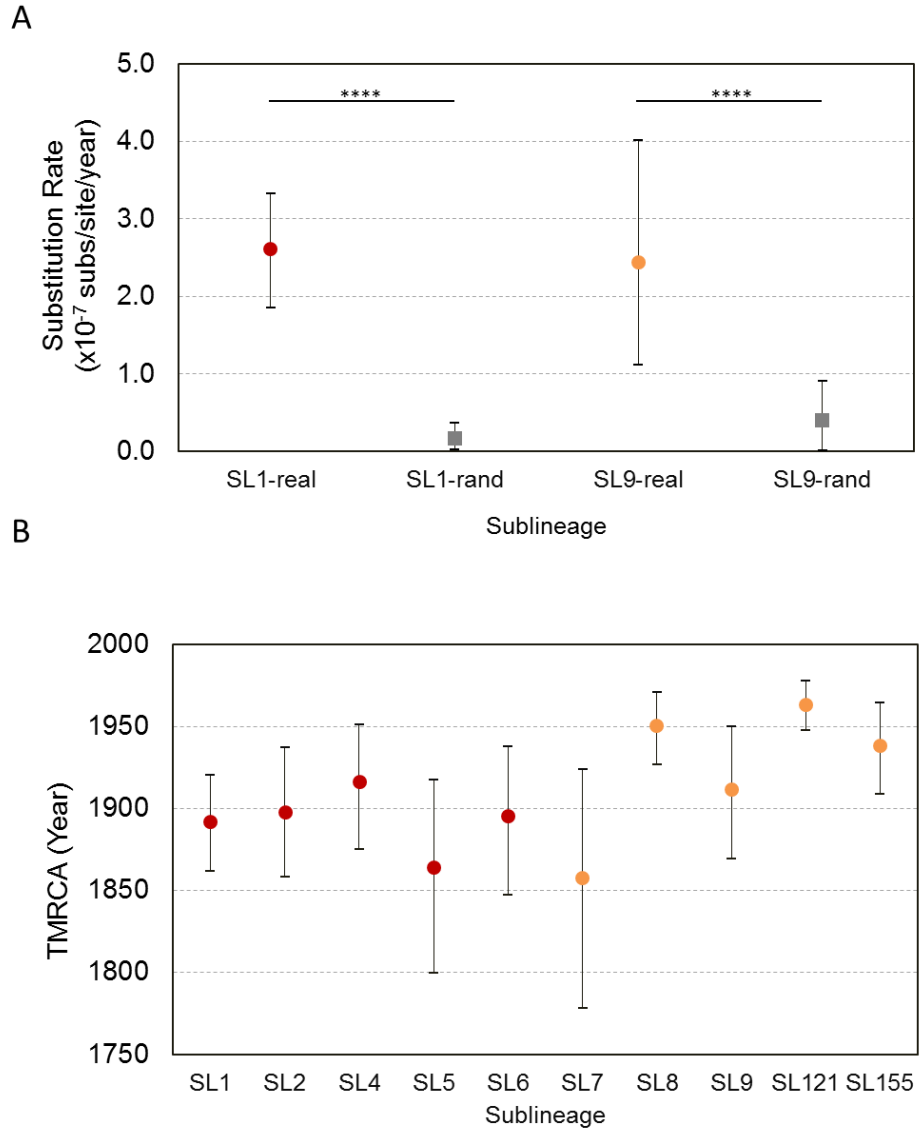 A
5.0
4.0
3.0
2.0
1.0
0.0
Substitution Rate
(x10⁻⁷ subs/site/year)
**** ****
SL1-real SL1-rand SL9-real SL9-rand
Sublineage
B
2000
1950
1900
1850
1800
1750
TMRCA (Year)
SL1 SL2 SL4 SL5 SL6 SL7 SL8 SL9 SL121 SL155
Sublineage